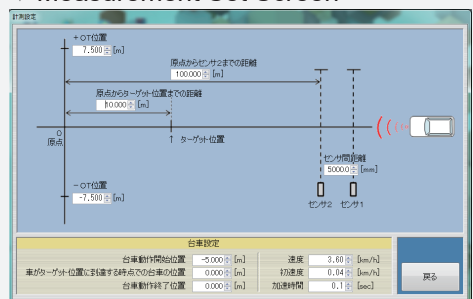 Measurement Set Screen
計測設定
+OT位置
7.500 [m]
原点からセンサ2までの距離
100.000 [m]
原点からターゲット位置までの距離
10.000 [m]
0
原点
ターゲット位置
センサ間距離
5000.0 [mm]
-OT位置
-7.500 [m]
センサ2 センサ1
台車設定
台車動作開始位置 -5.000 [m] 速度 3.60 [km/h]
車がターゲット位置に到達する時点での台車の位置 0.000 [m] 初速度 0.04 [km/h]
台車動作終了位置 0.000 [m] 加速時間 0.1 [sec]
戻る